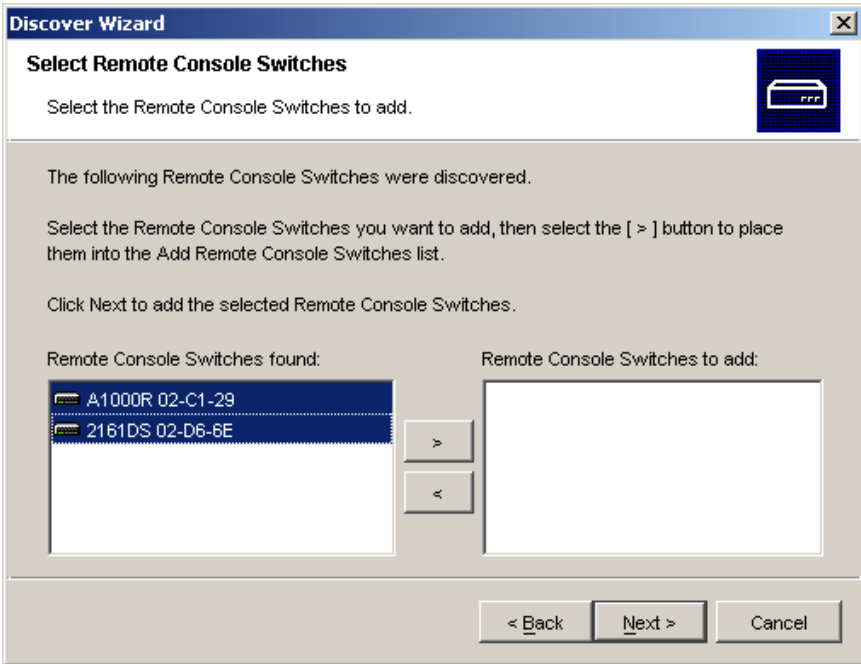 Discover Wizard
Select Remote Console Switches
Select the Remote Console Switches to add.
The following Remote Console Switches were discovered.
Select the Remote Console Switches you want to add, then select the [ > ] button to place
them into the Add Remote Console Switches list.
Click Next to add the selected Remote Console Switches.
Remote Console Switches found:
Remote Console Switches to add:
A1000R 02-C1-29
2161DS 02-D6-6E
>
<
< Back
Next >
Cancel